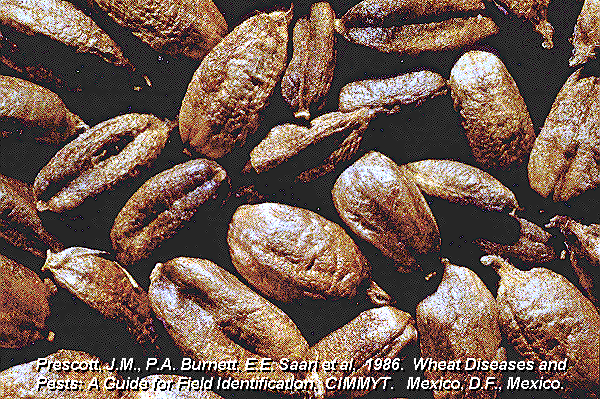 Prescott, J.M., P.A. Burnett, E.E. Saari et al, 1986. Wheat Diseases and
Pests: A Guide for Field Identification. CIMMYT. Mexico, D.F., Mexico.